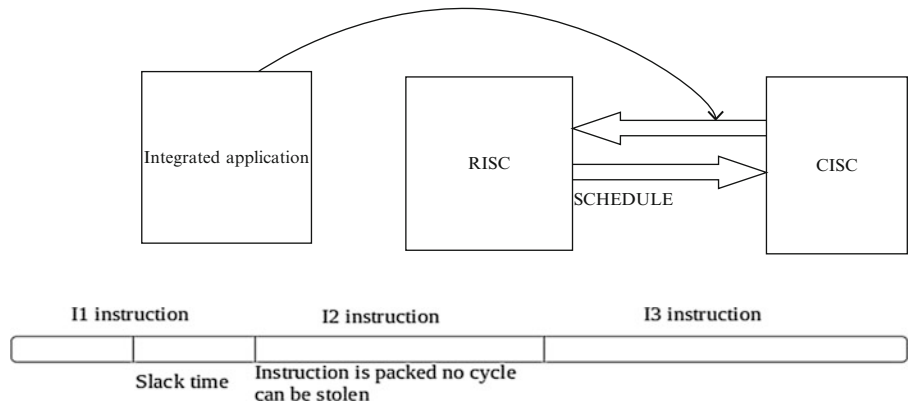 Integrated application
RISC
CISC
SCHEDULE
I1 instruction
I2 instruction
I3 instruction
Slack time
Instruction is packed no cycle
can be stolen